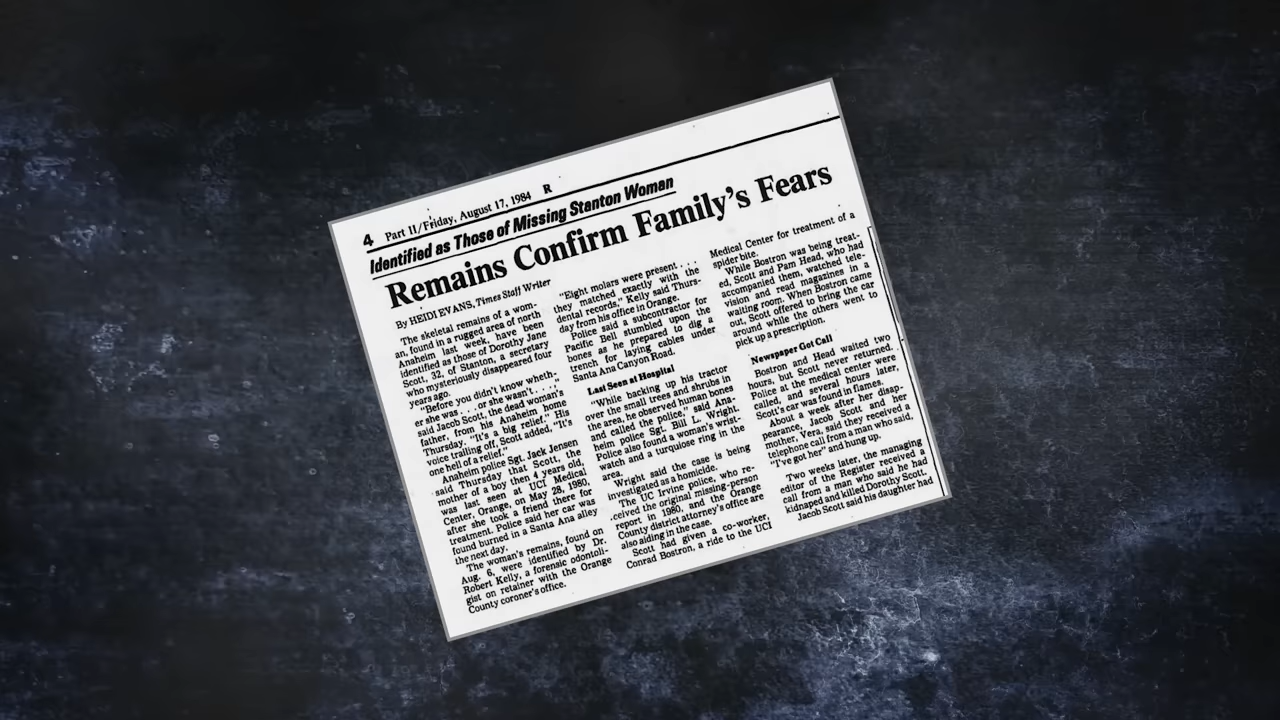 4 Part II/Friday, August 17, 1984 R
Identified as Those of Missing Stanton Woman
Remains Confirm Family's Fears
By HEIDI EVANS, Times Staff Writer
The skeletal remains of a wom-
an, found in a rugged area of north
Anaheim last week, have been
identified as those of Dorothy Jane
Scott, 32, of Stanton, a secretary
who mysteriously disappeared four
years ago.
"Before you didn't know wheth-
er she was . . . or she wasn't . . . ,"
said Jacob Scott, the dead woman's
father, from his Anaheim home
Thursday. "It's a big relief." His
voice trailing off, Scott added, "It's
one hell of a relief."
Anaheim police Sgt. Jack Jensen
said Thursday that Scott, the
mother of a boy then 4 years old,
was last seen at UCI Medical
Center, Orange, on May 28, 1980,
after she took a friend there for
treatment. Police said her car was
found burned in a Santa Ana alley
the next day.
The woman's remains, found on
Aug. 6, were identified by Dr.
Robert Kelly, a forensic odontolo-
gist on retainer with the Orange
County coroner's office.
"Eight molars were present . . .
they matched exactly with the
dental records," Kelly said Thurs-
day from his office in Orange.
Police said a subcontractor for
Pacific Bell stumbled upon the
bones as he prepared to dig a
trench for laying cables under
Santa Ana Canyon Road.
Last Seen at Hospital
"While backing up his tractor
over the small trees and shrubs in
the area, he observed human bones
and called the police," said Ana-
heim police Sgt. Bill L. Wright.
Police also found a woman's wrist-
watch and a turquoise ring in the
area.
Wright said the case is being
investigated as a homicide.
The UC Irvine police, who re-
ceived the original missing-person
report in 1980, and the Orange
County district attorney's office are
also aiding in the case.
Scott had given a co-worker,
Conrad Bostron, a ride to the UCI
Medical Center for treatment of a
spider bite.
While Bostron was being treat-
ed, Scott and Pam Head, who had
accompanied them, watched tele-
vision and read magazines in a
waiting room. When Bostron came
out, Scott offered to bring the car
around while the others went to
pick up a prescription.
Newspaper Got Call
Bostron and Head waited two
hours, but Scott never returned.
Police at the medical center were
called, and several hours later,
Scott's car was found in flames.
About a week after her disap-
pearance, Jacob Scott and her
mother, Vera, said they received a
telephone call from a man who said,
"I've got her" and hung up.
Two weeks later, the managing
editor of the Register received a
call from a man who said he had
kidnaped and killed Dorothy Scott.
Jacob Scott said his daughter had